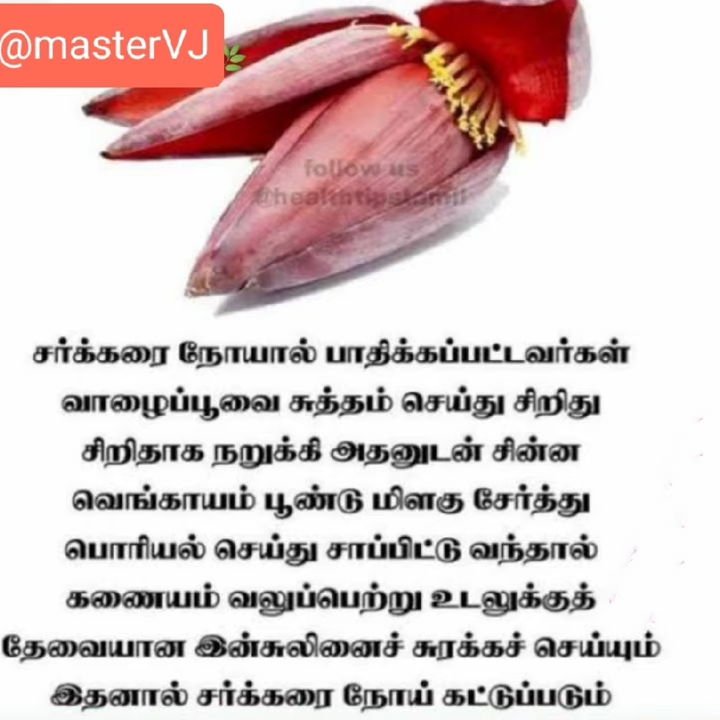 @masterVJ
follow us
@healthtipstamil
சர்க்கரை நோயால் பாதிக்கப்பட்டவர்கள்
வாழைப்பூவை சுத்தம் செய்து சிறிது
சிறிதாக நறுக்கி அதனுடன் சின்ன
வெங்காயம் பூண்டு மிளகு சேர்த்து
பொரியல் செய்து சாப்பிட்டு வந்தால்
கணையம் வலுப்பெற்று உடலுக்குத்
தேவையான இன்சுலினைச் சுரக்கச் செய்யும்
இதனால் சர்க்கரை நோய் கட்டுப்படும்